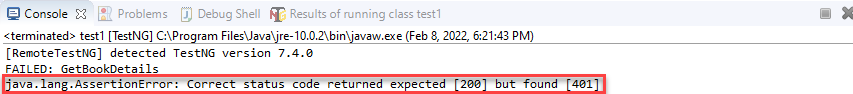 Console Problems Debug Shell Results of running class test1
<terminated> test1 [TestNG] C:\Program Files\Java\jre-10.0.2\bin\javaw.exe (Feb 8, 2022, 6:21:43 PM)
[RemoteTestNG] detected TestNG version 7.4.0
FAILED: GetBookDetails
java.lang.AssertionError: Correct status code returned expected [200] but found [401]